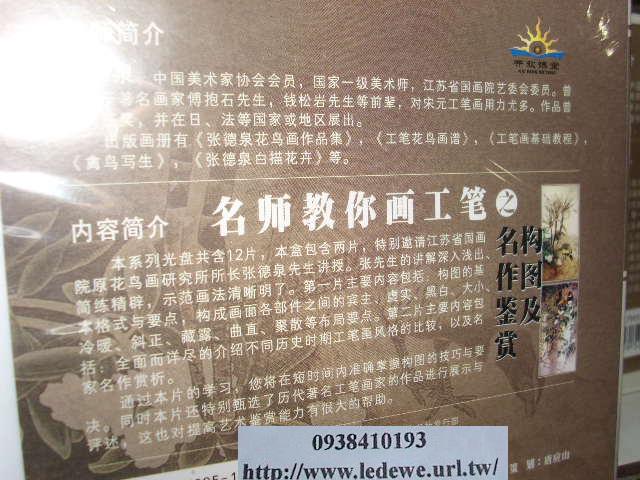 简介
中国美术家协会会员，国家一级美术师，江苏省国画院艺委会委员。曾
著名画家傅抱石先生，钱松岩先生等前辈，对宋元工笔画用力尤多。作品曾
奖，并在日、法等国家或地区展出。
出版画册有《张德泉花鸟画作品集》，《工笔花鸟画谱》，《工笔画基础教程》，
《禽鸟写生》，《张德泉白描花卉》等。
内容简介
名师教你画工笔之
构图及
名作鉴赏
本系列光盘共含12片，本盒包含两片，特别邀请江苏省国画
院原花鸟画研究所所长张德泉先生讲授。张先生的讲解深入浅出、
简练精辟，示范画法清晰明了。第一片主要内容包括：构图的基
本格式与要点，构成画面各部件之间的宾主、虚实、黑白、大小、
冷暖、斜正、藏露、曲直、聚散等布局要点。第二片主要内容包
括：全面而详尽的介绍不同历史时期工笔画风格的比较，以及名
家名作赏析。
通过本片的学习，您将在短时间内准确掌握构图的技巧与要
决。同时本片还特别甄选了历代著名工笔画家的作品进行展示与
评述，这也对提高艺术鉴赏能力有很大的帮助。
0938410193
http://www.ledewe.url.tw/